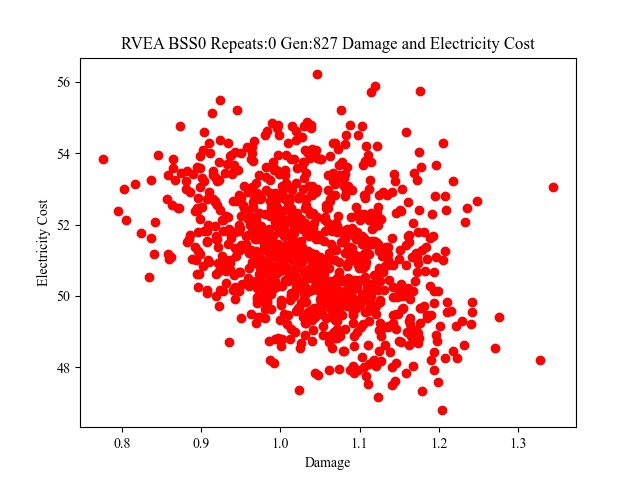 RVEA BSS0 Repeats:0 Gen:827 Damage and Electricity Cost
56
54
52
50
48
Electricity Cost
0.8 0.9 1.0 1.1 1.2 1.3
Damage